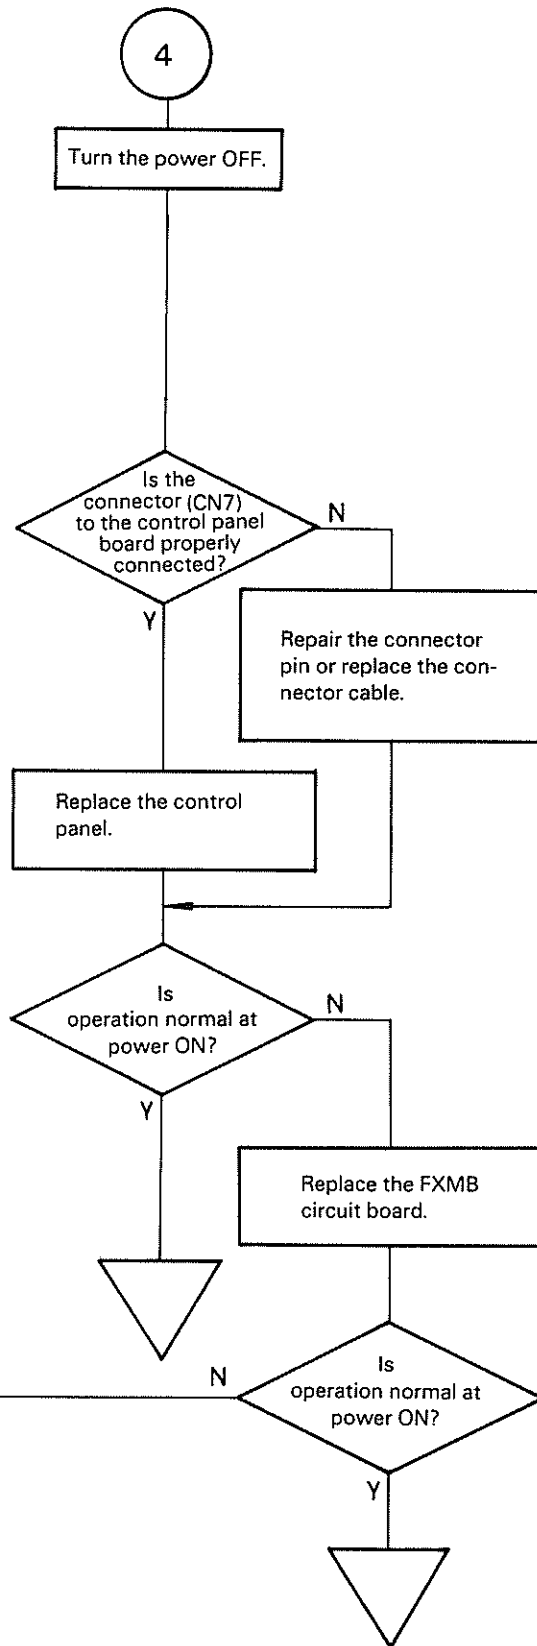 4
Turn the power OFF.
Is the
connector (CN7)
to the control panel
board properly
connected?
N
Y
Repair the connector
pin or replace the con-
nector cable.
Replace the control
panel.
Is
operation normal at
power ON?
N
Y
Replace the FXMB
circuit board.
N
Is
operation normal at
power ON?
Y